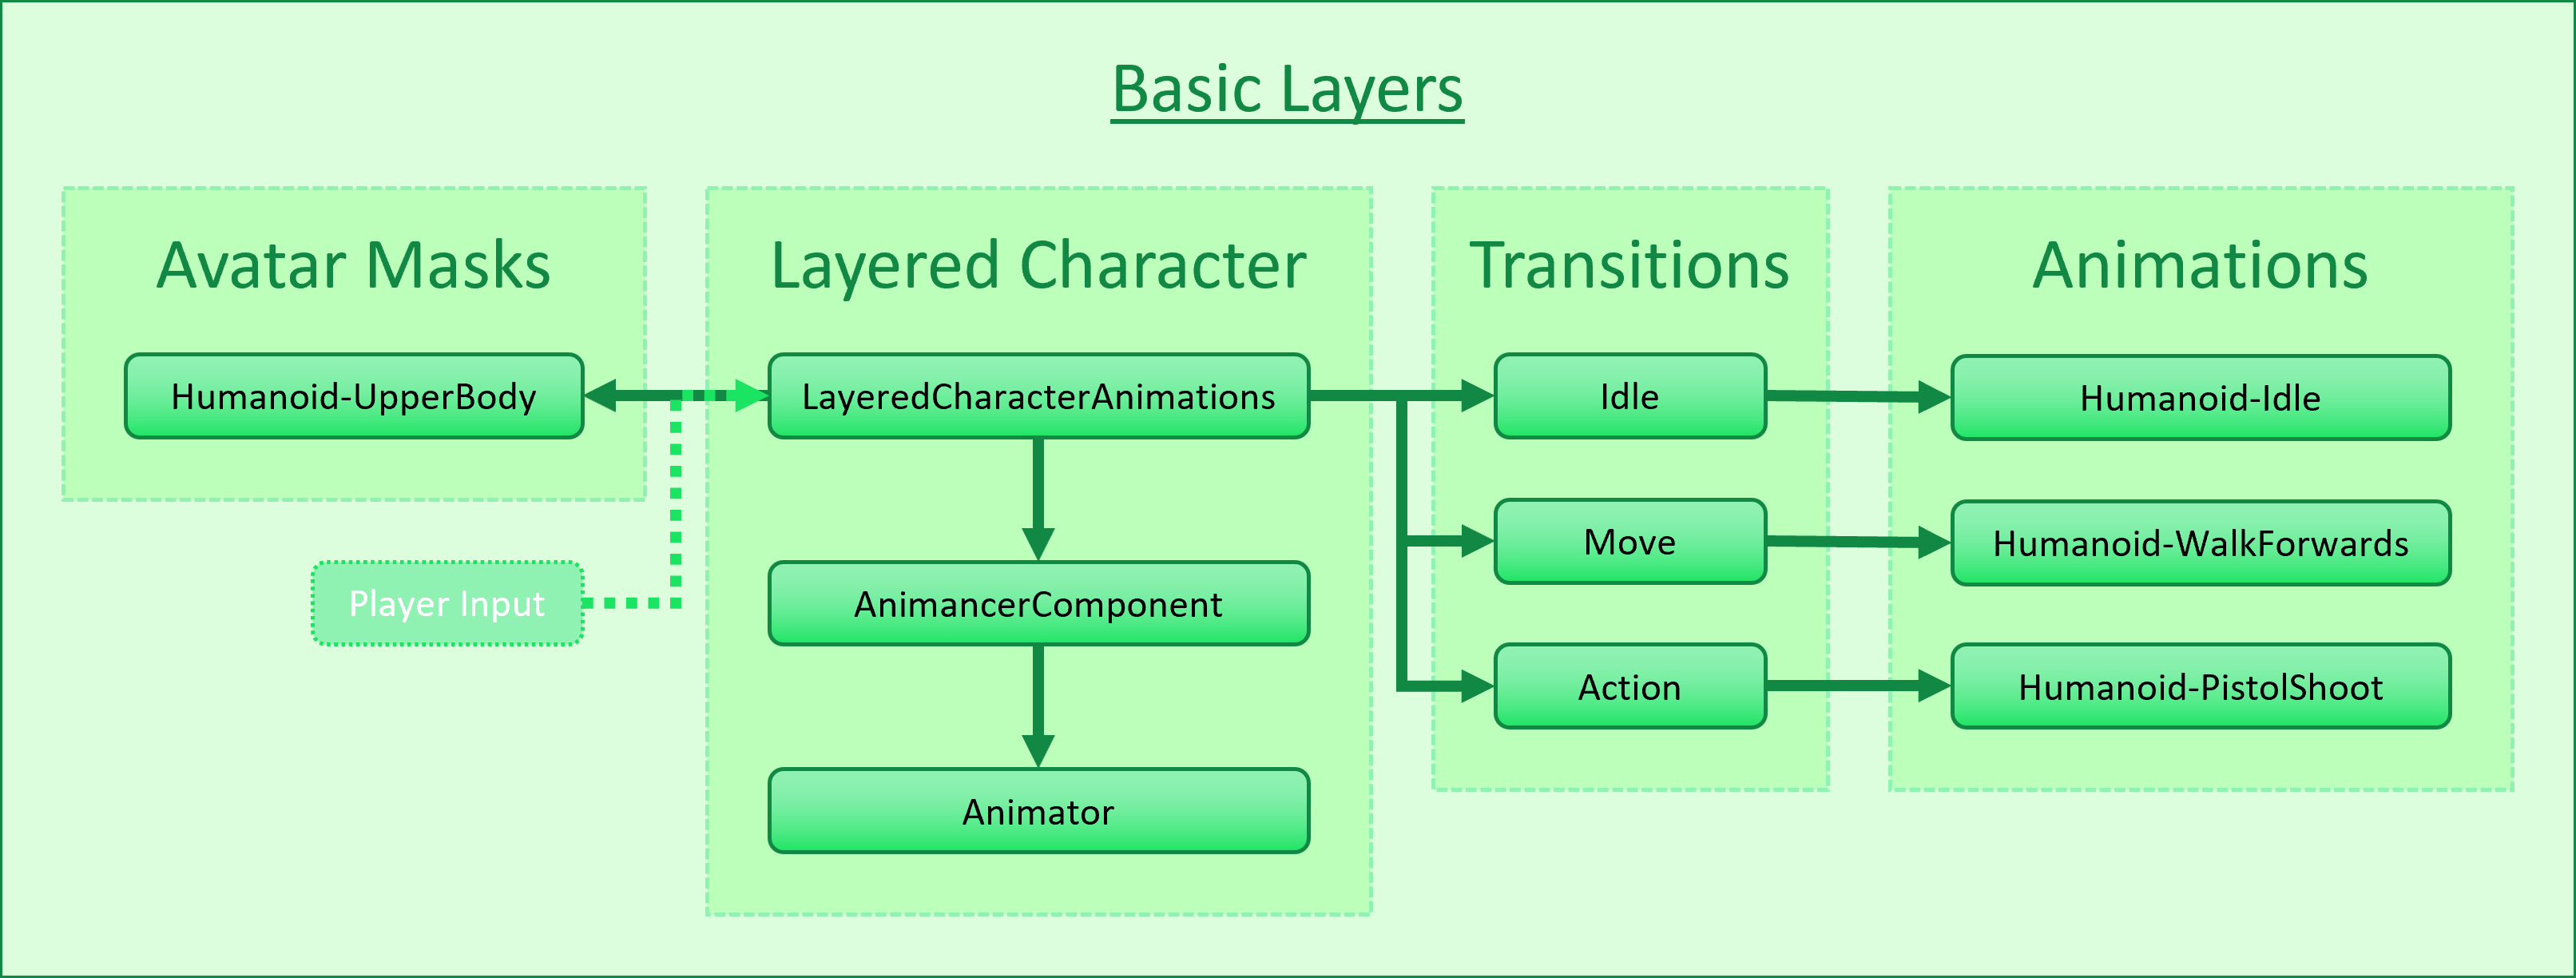 Basic Layers
Avatar Masks
Humanoid-UpperBody
Player Input
Layered Character
LayeredCharacterAnimations
AnimancerComponent
Animator
Transitions
Idle
Move
Action
Animations
Humanoid-Idle
Humanoid-WalkForwards
Humanoid-PistolShoot